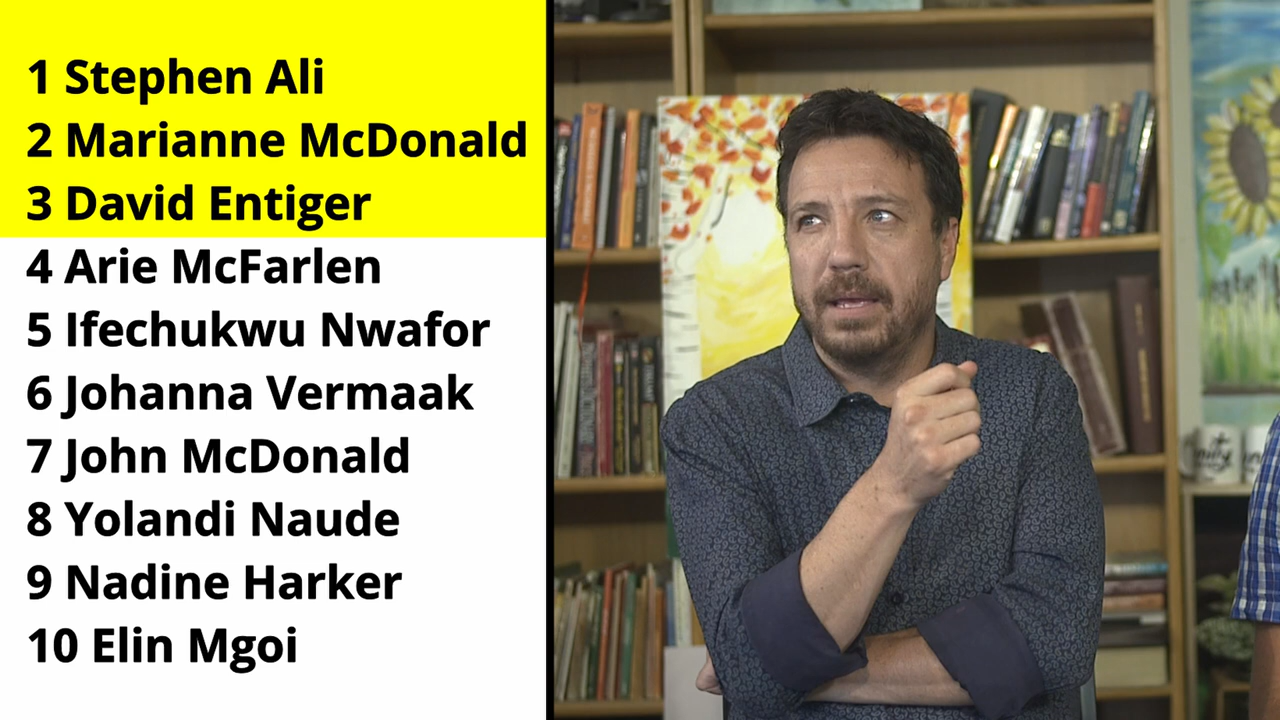 1 Stephen Ali
2 Marianne McDonald
3 David Entiger
4 Arie McFarlen
5 Ifechukwu Nwafor
6 Johanna Vermaak
7 John McDonald
8 Yolandi Naude
9 Nadine Harker
10 Elin Mgoi